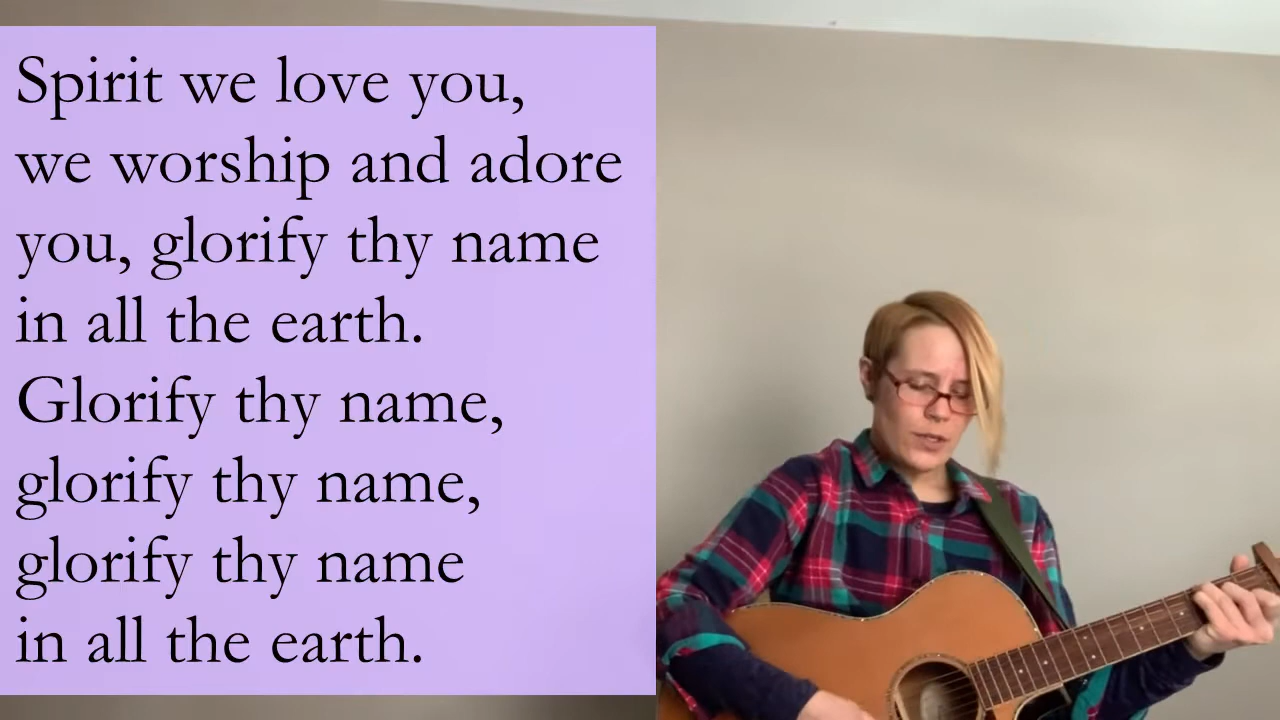 Spirit we love you,
we worship and adore
you, glorify thy name
in all the earth.
Glorify thy name,
glorify thy name,
glorify thy name
in all the earth.